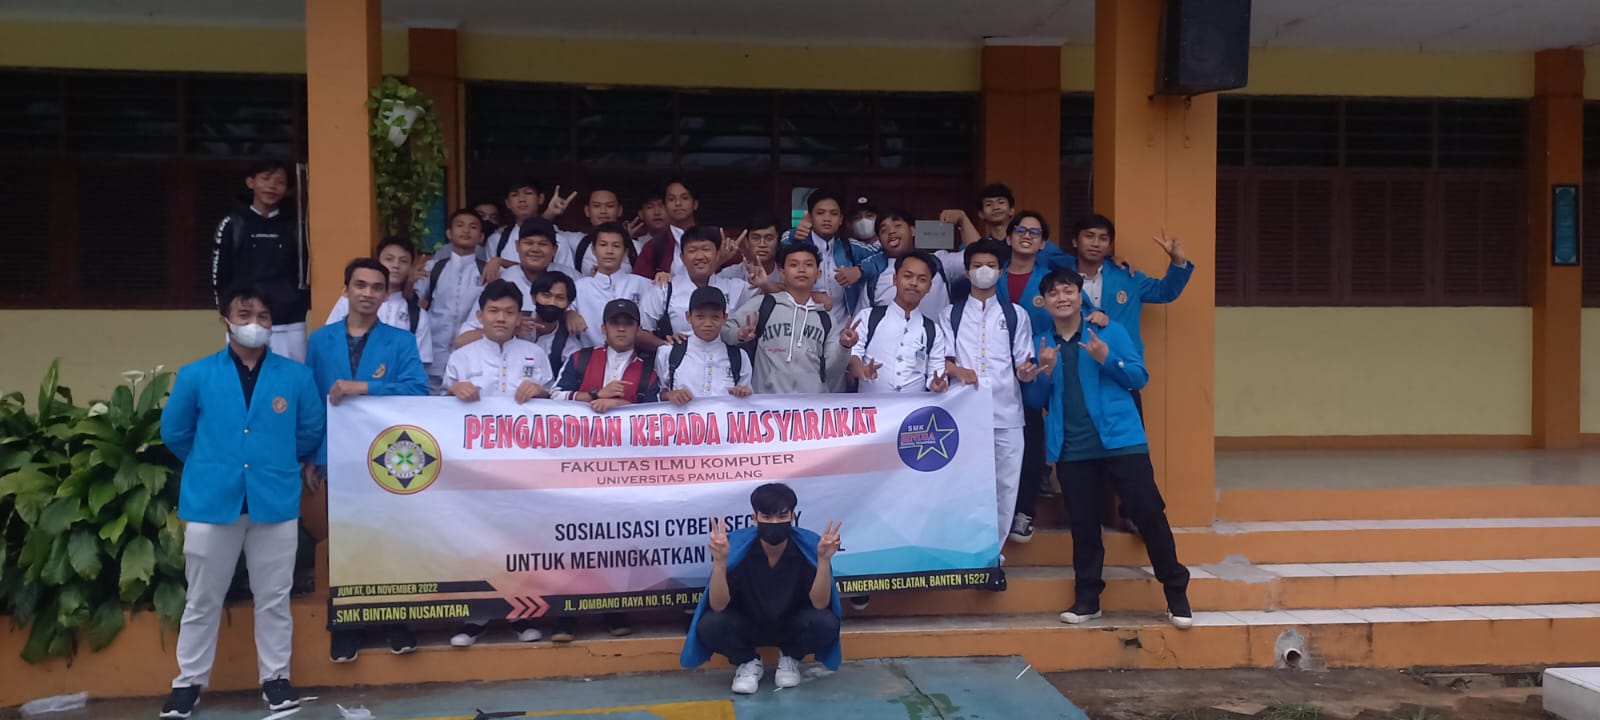 PENGABDIAN KEPADA MASYARAKAT
SMK
BINUSA
FAKULTAS ILMU KOMPUTER
UNIVERSITAS PAMULANG
SOSIALISASI CYBER
UNTUK MENINGKATKAN
JUM'AT, 04 NOVEMBER 2022
SMK BINTANG NUSANTARA
JL. JOMBANG RAYA NO.15, PD.
TANGERANG SELATAN, BANTEN 15227